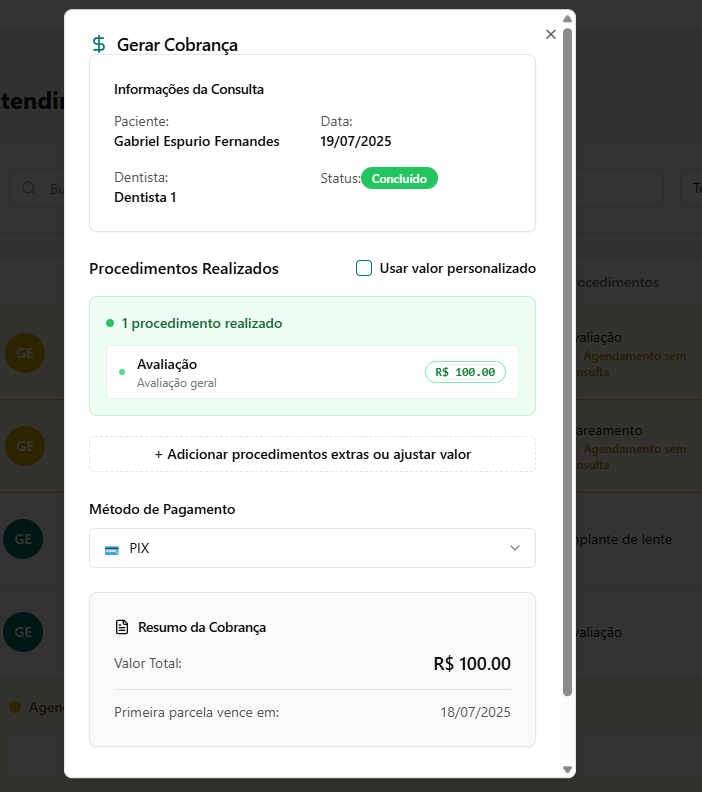 Gerar Cobrança
Informações da Consulta
Paciente:
Gabriel Espurio Fernandes
Data:
19/07/2025
Dentista:
Dentista 1
Status: Concluído
Procedimentos Realizados
Usar valor personalizado
1 procedimento realizado
Avaliação
Avaliação geral
R$ 100.00
+ Adicionar procedimentos extras ou ajustar valor
Método de Pagamento
PIX
Resumo da Cobrança
Valor Total:
R$ 100.00
Primeira parcela vence em:
18/07/2025
tendi
Bu
To
ocedimentos
GE
valiação
Agendamento sem
nsulta
GE
areamento
Agendamento sem
nsulta
GE
mplante de lente
GE
valiação
Agen